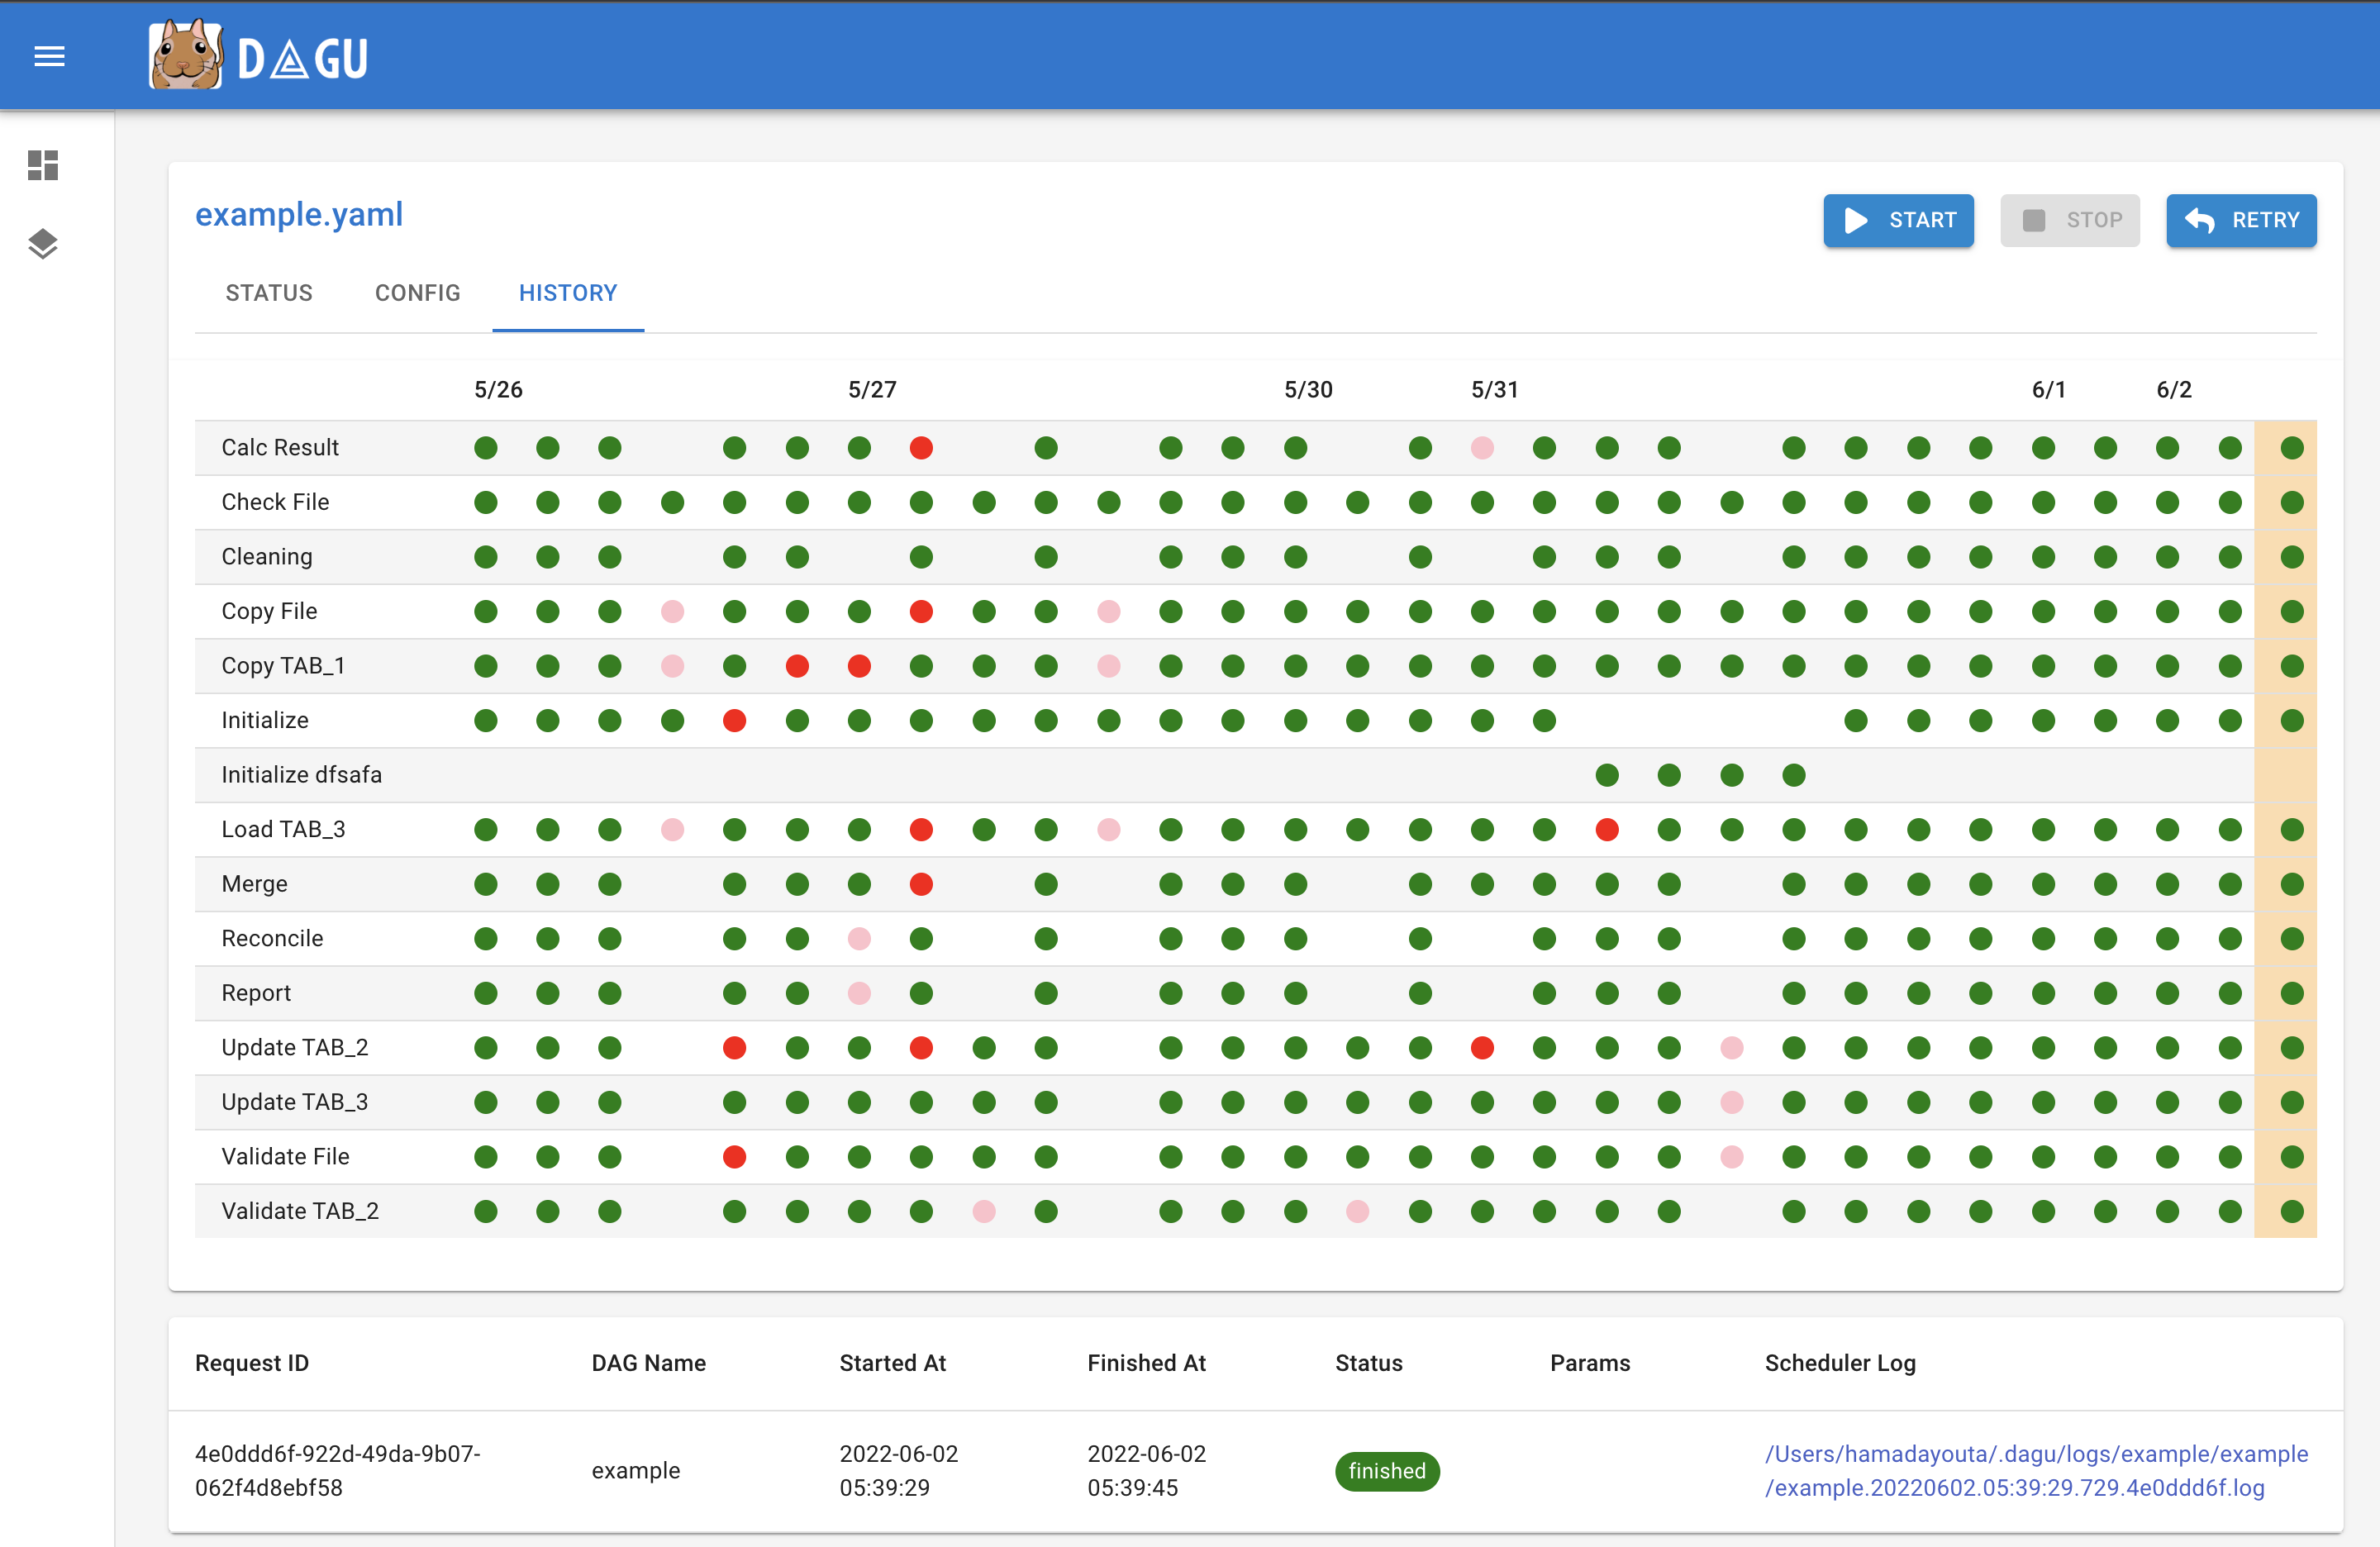 DAGU
example.yaml
START
STOP
RETRY
STATUS CONFIG HISTORY
5/26 5/27 5/30 5/31 6/1 6/2
Calc Result
Check File
Cleaning
Copy File
Copy TAB_1
Initialize
Initialize dfsafa
Load TAB_3
Merge
Reconcile
Report
Update TAB_2
Update TAB_3
Validate File
Validate TAB_2
Request ID DAG Name Started At Finished At Status Params Scheduler Log
4e0ddd6f-922d-49da-9b07-
062f4d8ebf58
example
2022-06-02
05:39:29
2022-06-02
05:39:45
finished
/Users/hamadayouta/.dagu/logs/example/example
/example.20220602.05:39:29.729.4e0ddd6f.log